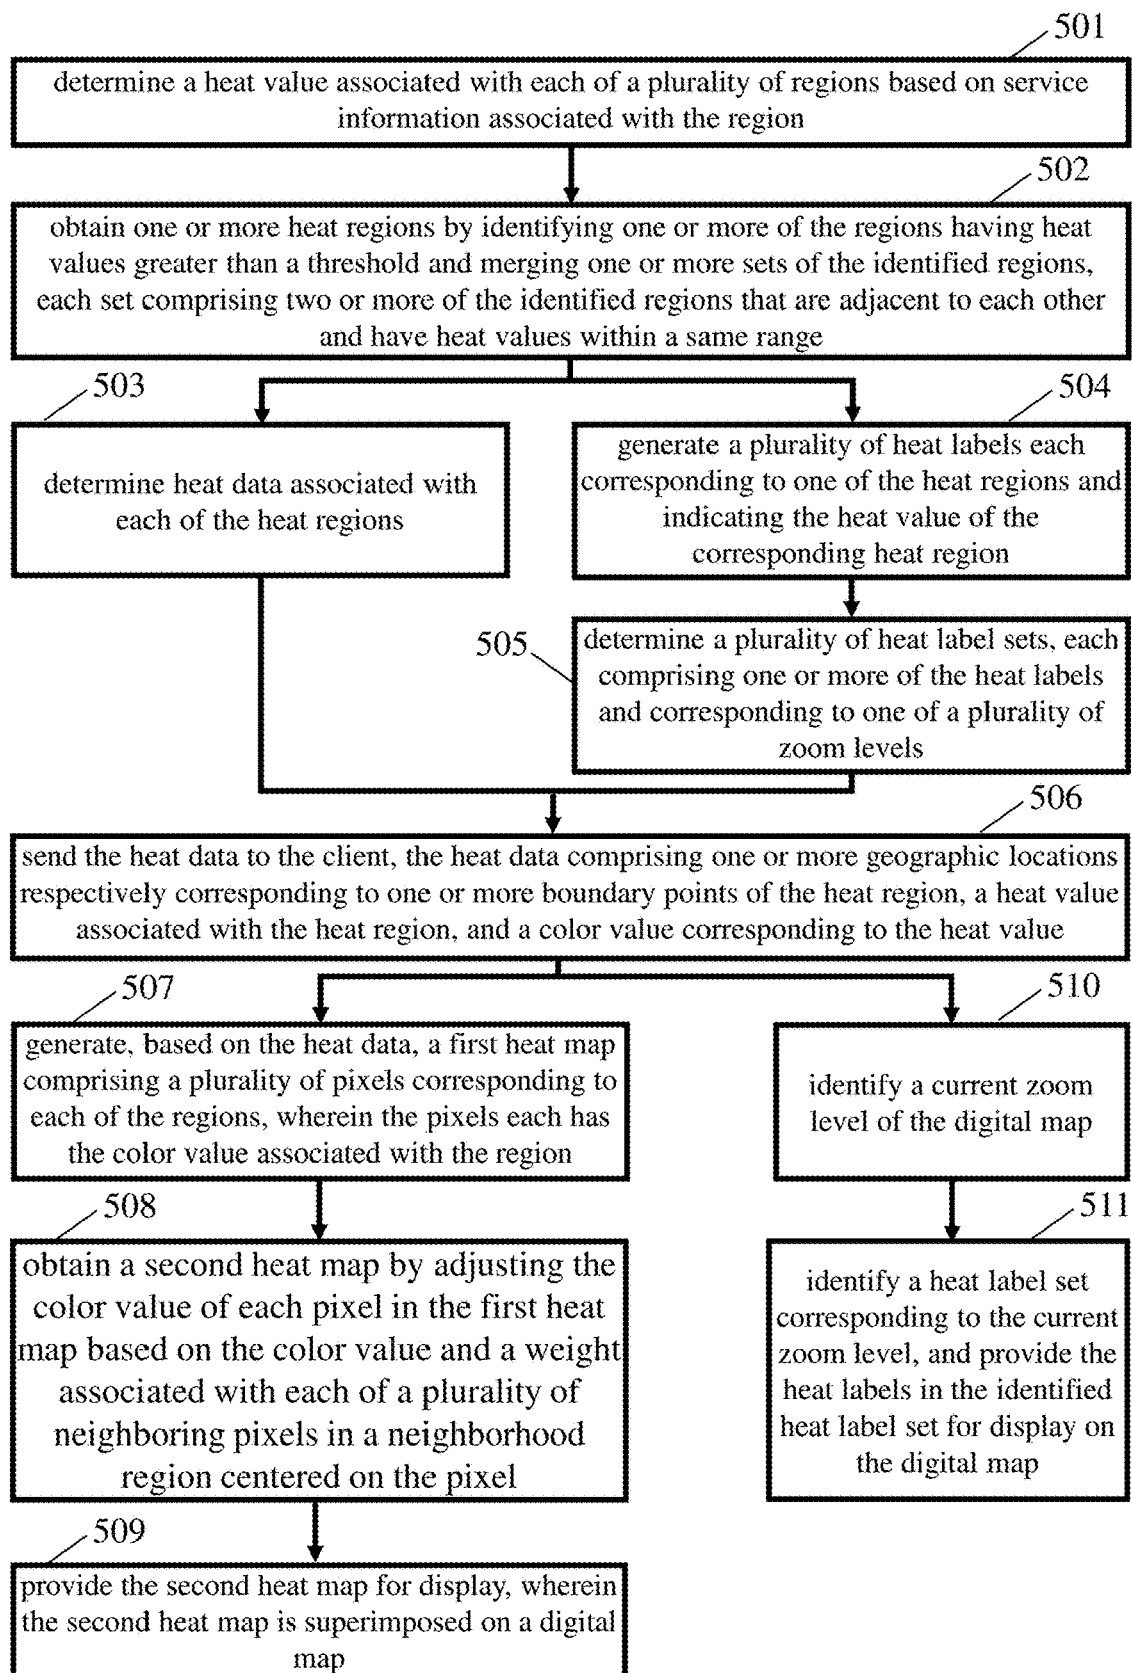 501
determine a heat value associated with each of a plurality of regions based on service
information associated with the region
502
obtain one or more heat regions by identifying one or more of the regions having heat
values greater than a threshold and merging one or more sets of the identified regions,
each set comprising two or more of the identified regions that are adjacent to each other
and have heat values within a same range
503
determine heat data associated with
each of the heat regions
504
generate a plurality of heat labels each
corresponding to one of the heat regions and
indicating the heat value of the
corresponding heat region
505
determine a plurality of heat label sets, each
comprising one or more of the heat labels
and corresponding to one of a plurality of
zoom levels
506
send the heat data to the client, the heat data comprising one or more geographic locations
respectively corresponding to one or more boundary points of the heat region, a heat value
associated with the heat region, and a color value corresponding to the heat value
507
generate, based on the heat data, a first heat map
comprising a plurality of pixels corresponding to
each of the regions, wherein the pixels each has
the color value associated with the region
508
obtain a second heat map by adjusting the
color value of each pixel in the first heat
map based on the color value and a weight
associated with each of a plurality of
neighboring pixels in a neighborhood
region centered on the pixel
509
provide the second heat map for display, wherein
the second heat map is superimposed on a digital
map
510
identify a current zoom
level of the digital map
511
identify a heat label set
corresponding to the current
zoom level, and provide the
heat labels in the identified
heat label set for display on
the digital map